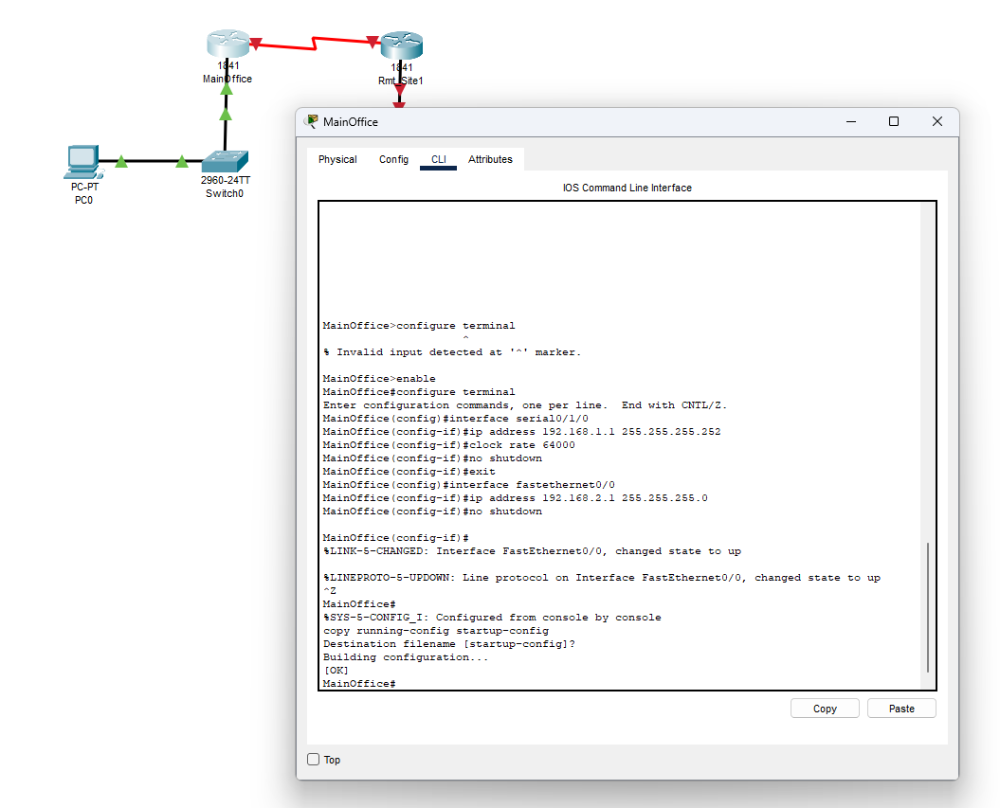 1841
MainOffice
1841
Rmt_Site1
PC-PT
PC0
2960-24TT
Switch0
MainOffice
Physical Config CLI Attributes
IOS Command Line Interface
MainOffice>configure terminal
^
% Invalid input detected at '^' marker.
MainOffice>enable
MainOffice#configure terminal
Enter configuration commands, one per line. End with CNTL/Z.
MainOffice(config)#interface serial0/1/0
MainOffice(config-if)#ip address 192.168.1.1 255.255.255.252
MainOffice(config-if)#clock rate 64000
MainOffice(config-if)#no shutdown
MainOffice(config-if)#exit
MainOffice(config)#interface fastethernet0/0
MainOffice(config-if)#ip address 192.168.2.1 255.255.255.0
MainOffice(config-if)#no shutdown
MainOffice(config-if)#
%LINK-5-CHANGED: Interface FastEthernet0/0, changed state to up
%LINEPROTO-5-UPDOWN: Line protocol on Interface FastEthernet0/0, changed state to up
^Z
MainOffice#
%SYS-5-CONFIG_I: Configured from console by console
copy running-config startup-config
Destination filename [startup-config]?
Building configuration...
[OK]
MainOffice#
Copy Paste
Top